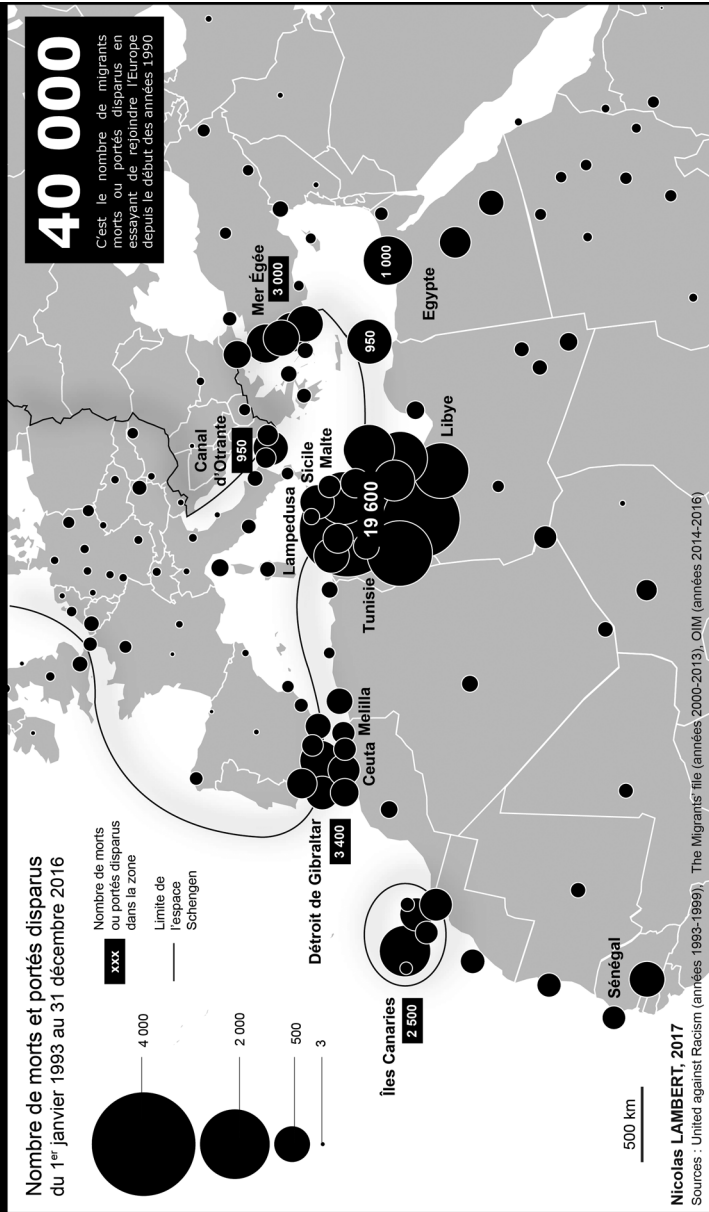 40 000
C'est le nombre de migrants
morts ou portés disparus en
essayant de rejoindre l'Europe
depuis le début des années 1990
Nombre de morts et portés disparus
du 1er janvier 1993 au 31 décembre 2016
4 000
2 000
500
3
xxx
Nombre de morts
ou portés disparus
dans la zone
Limite de
l'espace
Schengen
Mer Égée
3 000
Canal
d'Otrante
950
Lampedusa
Sicile
Malte
19 600
Tunisie
Libye
950
1 000
Egypte
Détroit de Gibraltar
3 400
Ceuta
Melilla
Îles Canaries
2 500
Sénégal
500 km
Nicolas LAMBERT, 2017
Sources : United against Racism (années 1993-1999), The Migrants' file (années 2000-2013), OIM (années 2014-2016)